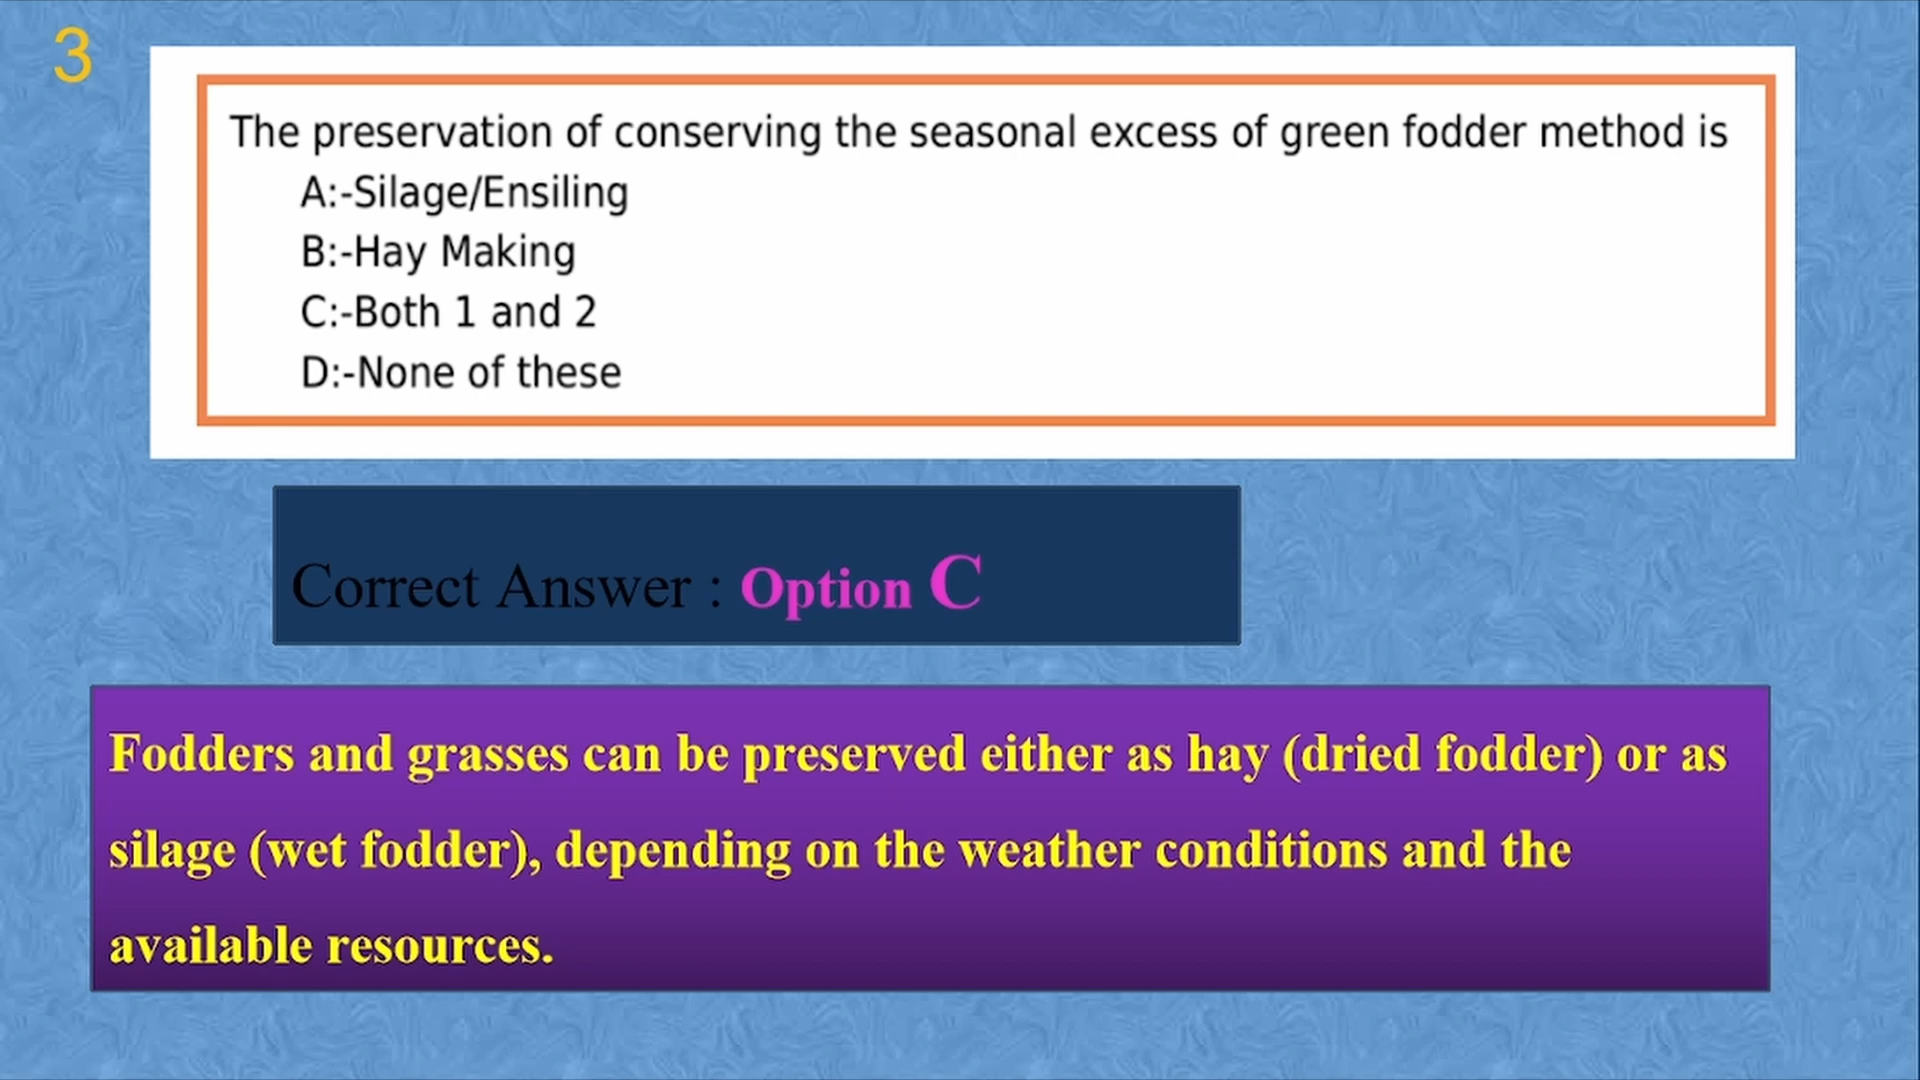 3
The preservation of conserving the seasonal excess of green fodder method is
A:-Silage/Ensiling
B:-Hay Making
C:-Both 1 and 2
D:-None of these
Correct Answer : Option C
Fodders and grasses can be preserved either as hay (dried fodder) or as
silage (wet fodder), depending on the weather conditions and the
available resources.